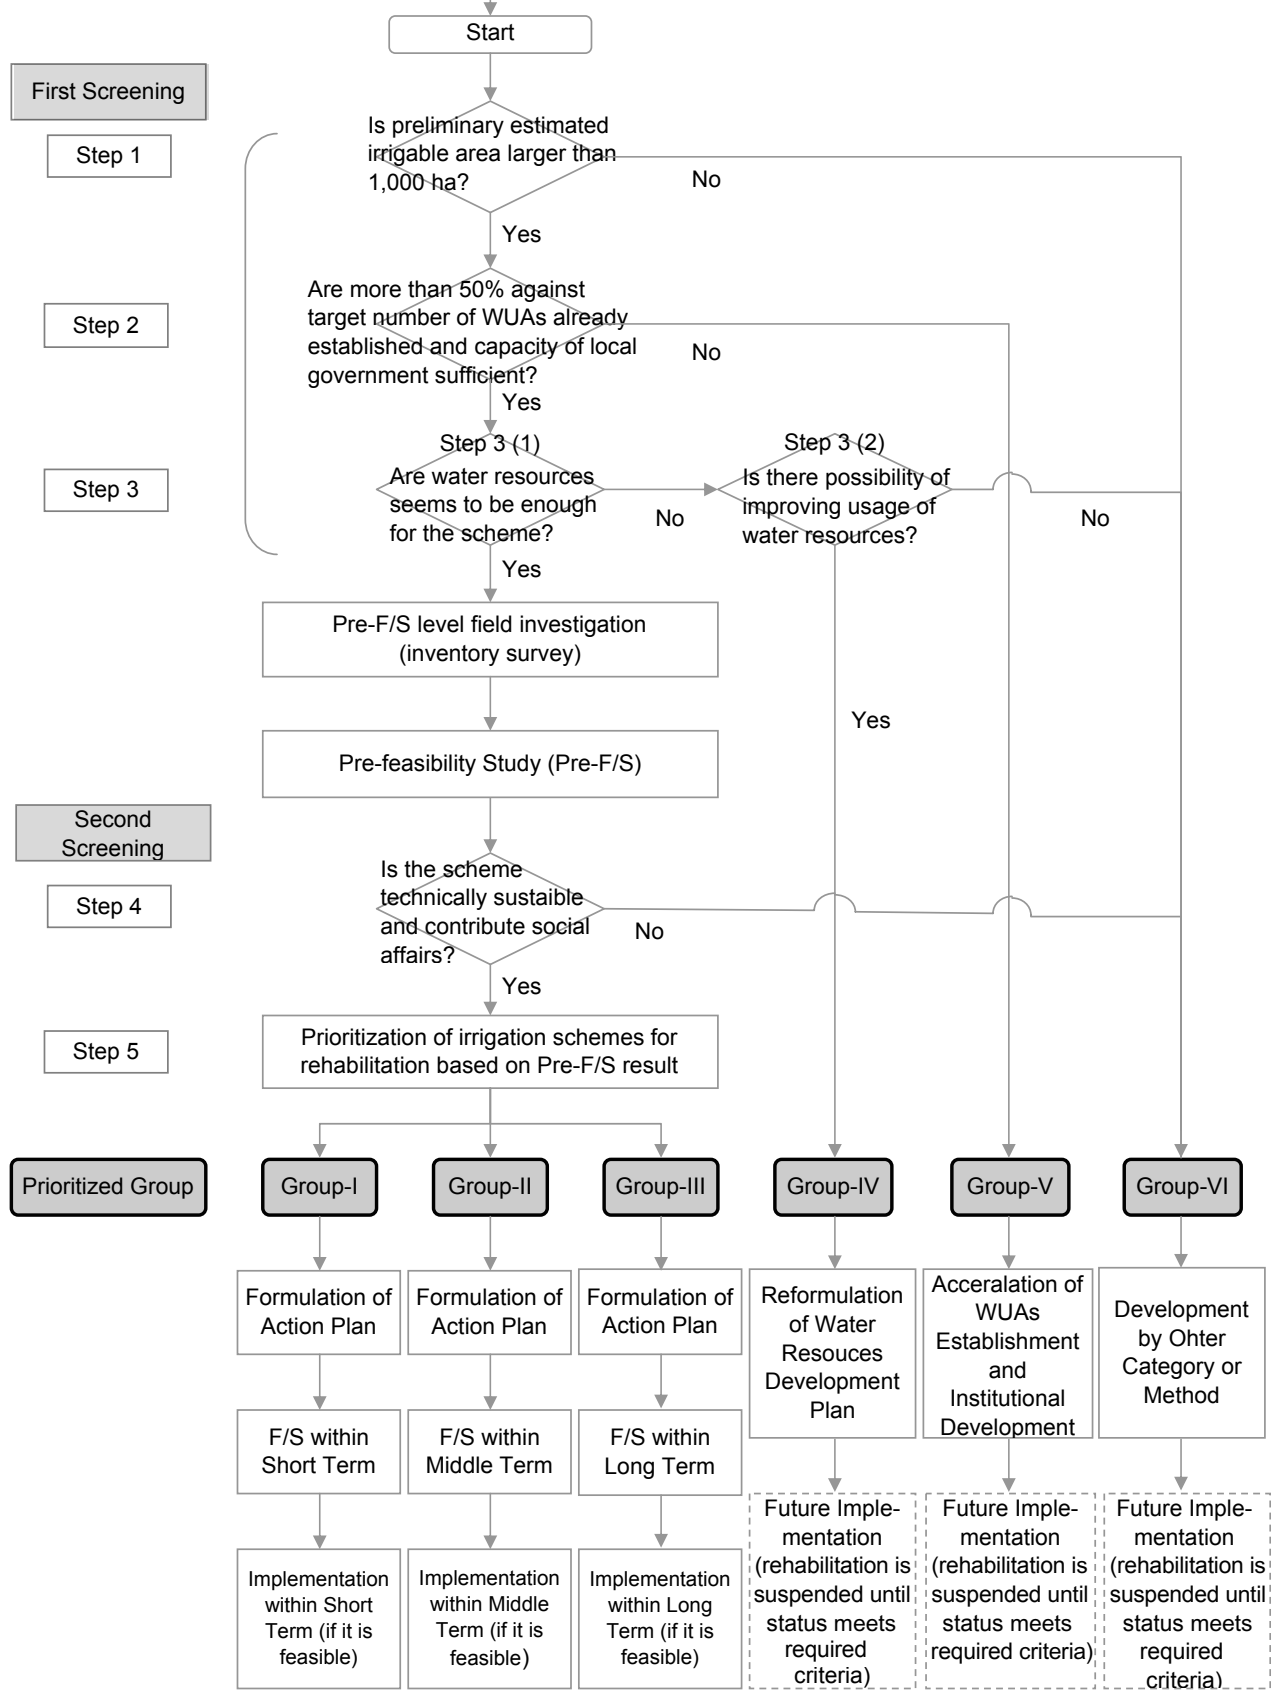 Start
First Screening
Step 1
Is preliminary estimated
irrigable area larger than
1,000 ha?
No
Yes
Step 2
Are more than 50% against
target number of WUAs already
established and capacity of local
government sufficient?
No
Yes
Step 3
Step 3 (1)
Are water resources
seems to be enough
for the scheme?
No
Step 3 (2)
Is there possibility of
improving usage of
water resources?
No
Yes
Pre-F/S level field investigation
(inventory survey)
Yes
Pre-feasibility Study (Pre-F/S)
Second
Screening
Step 4
Is the scheme
technically sustaible
and contribute social
affairs?
No
Yes
Step 5
Prioritization of irrigation schemes for
rehabilitation based on Pre-F/S result
Prioritized Group
Group-I
Group-II
Group-III
Group-IV
Group-V
Group-VI
Formulation of
Action Plan
Formulation of
Action Plan
Formulation of
Action Plan
Reformulation
of Water
Resouces
Development
Plan
Acceralation of
WUAs
Establishment
and
Institutional
Development
Development
by Ohter
Category or
Method
F/S within
Short Term
F/S within
Middle Term
F/S within
Long Term
Implementation
within Short
Term (if it is
feasible)
Implementation
within Middle
Term (if it is
feasible)
Implementation
within Long
Term (if it is
feasible)
Future Imple-
mentation
(rehabilitation is
suspended until
status meets
required
criteria)
Future Imple-
mentation
(rehabilitation is
suspended until
status meets
required criteria)
Future Imple-
mentation
(rehabilitation is
suspended until
status meets
required
criteria)